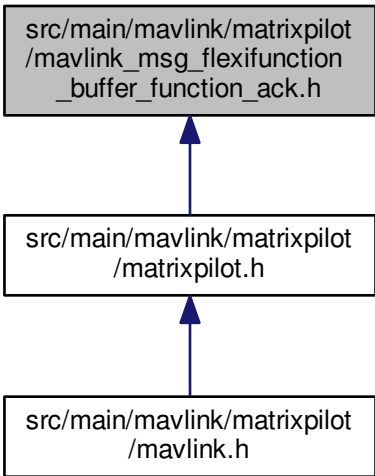 src/main/mavlink/matrixpilot
/mavlink_msg_flexifunction
_buffer_function_ack.h
src/main/mavlink/matrixpilot
/matrixpilot.h
src/main/mavlink/matrixpilot
/mavlink.h